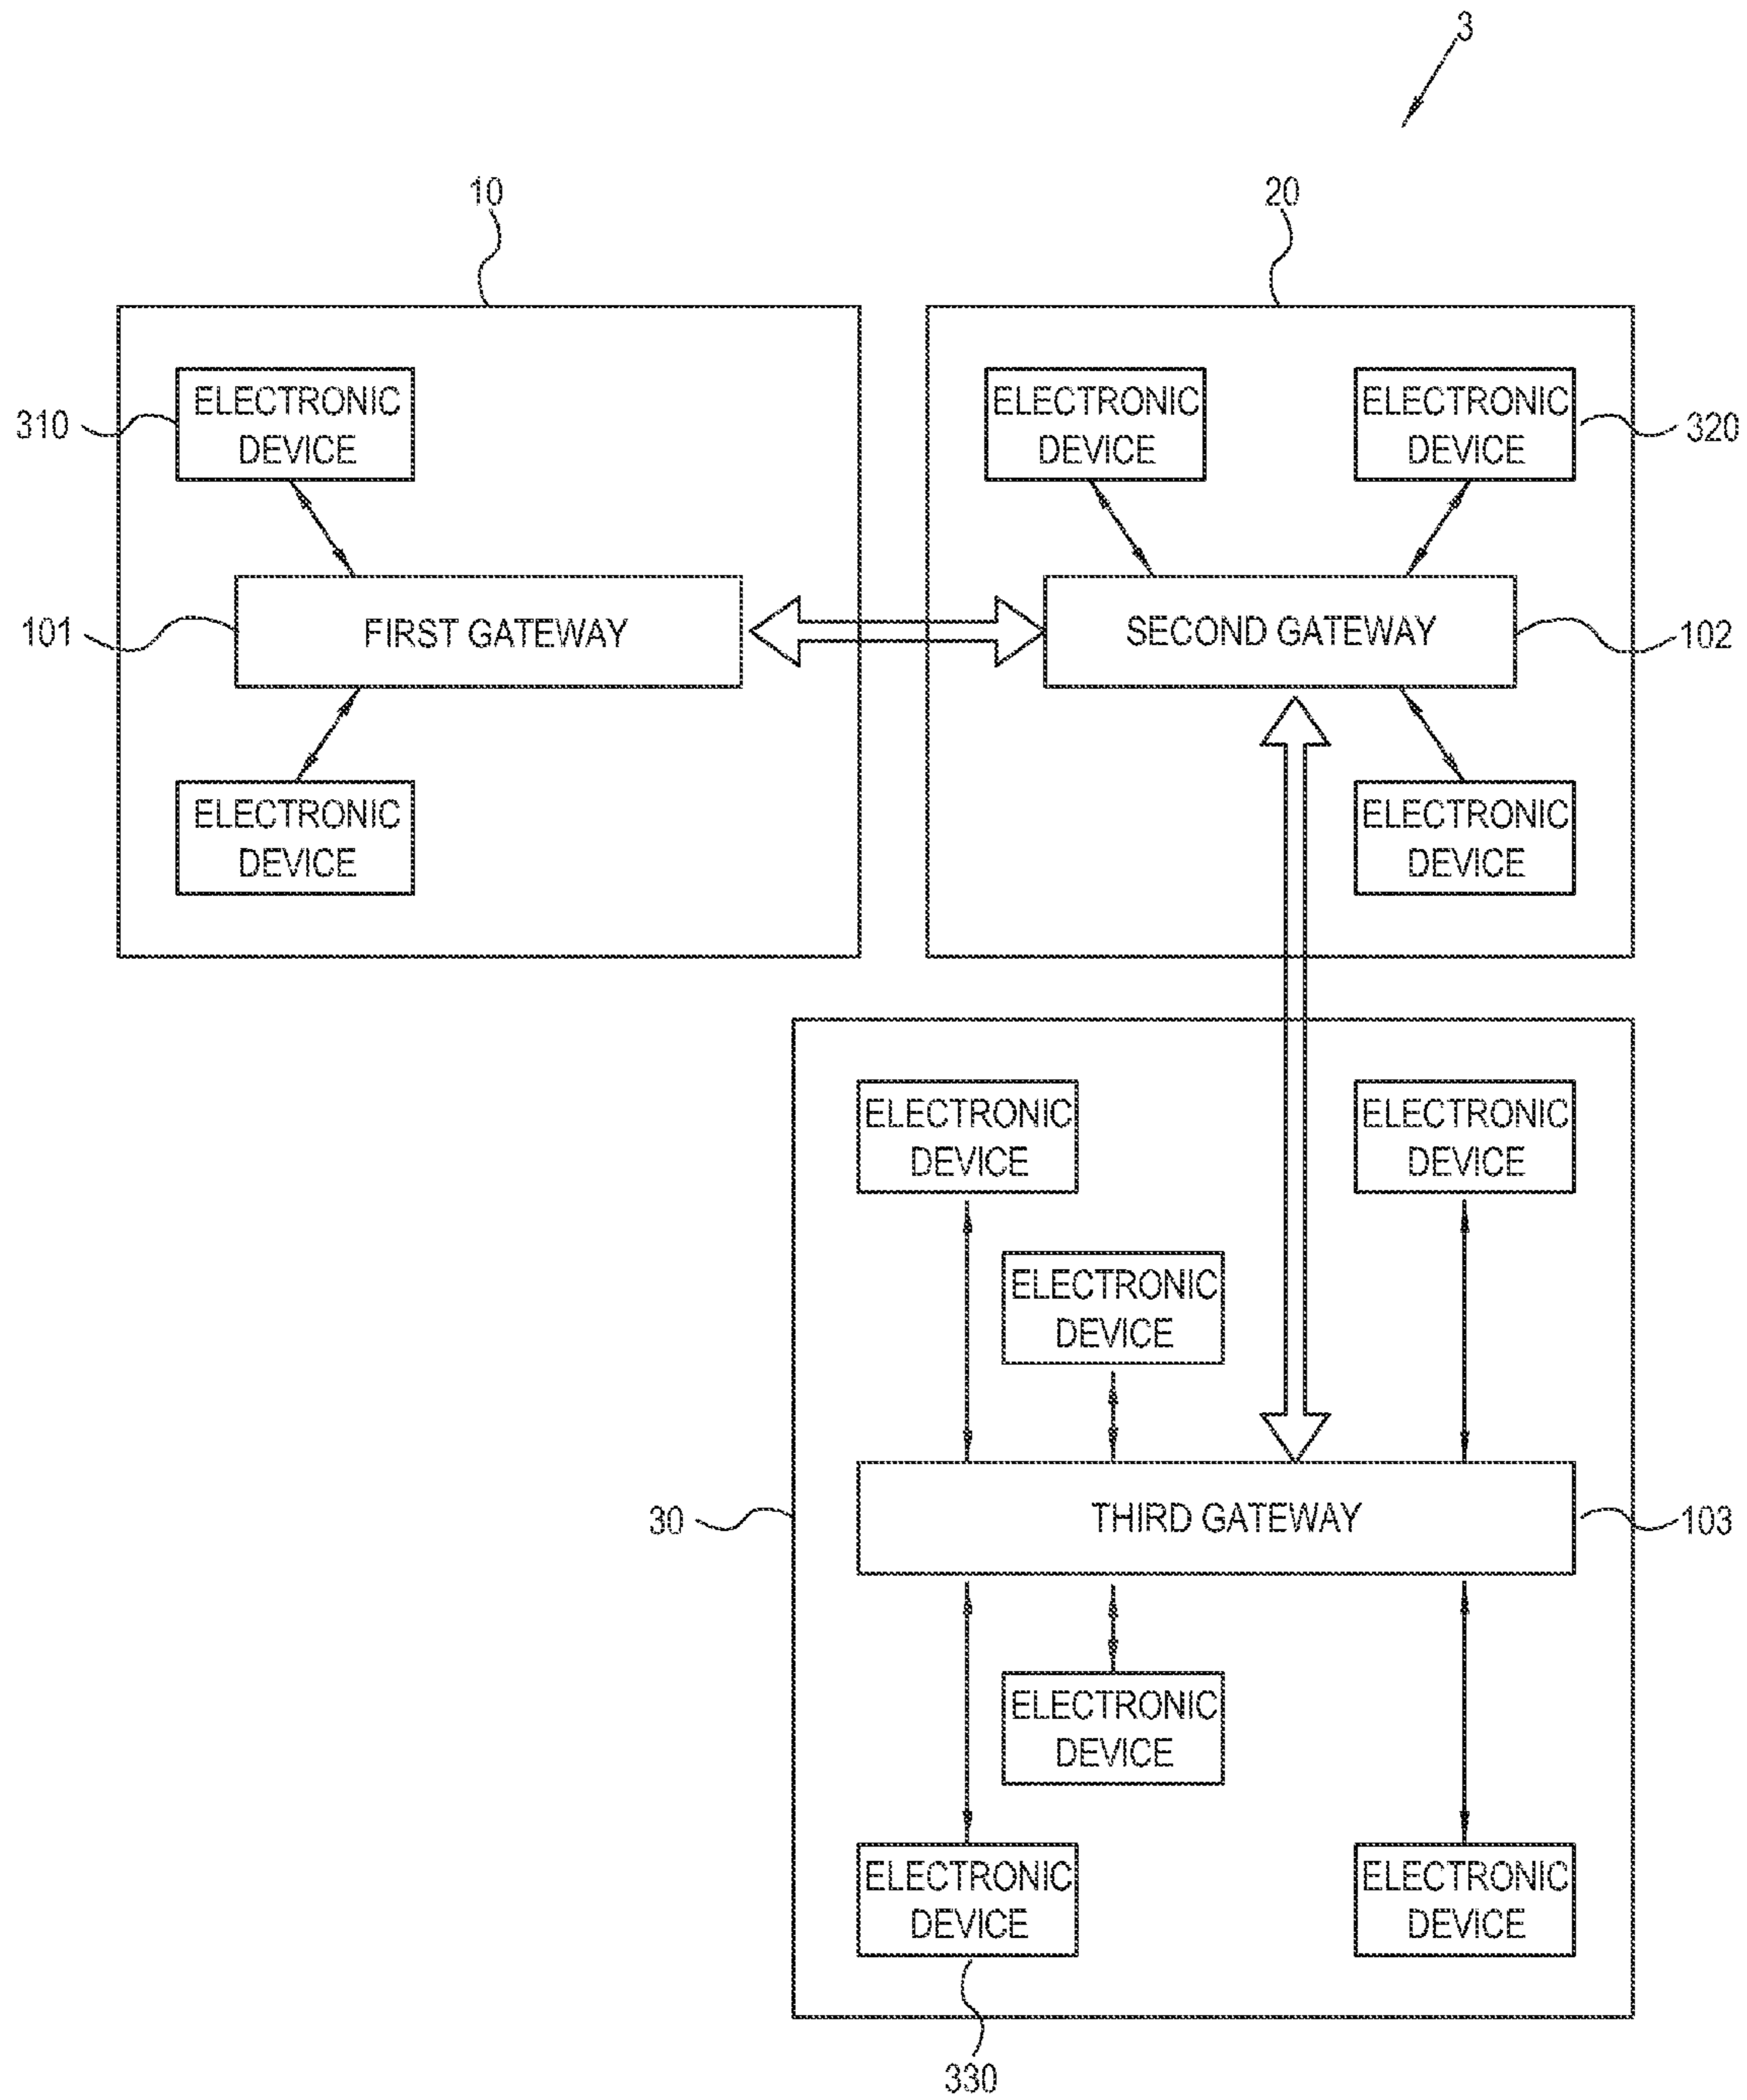 3
10
20
ELECTRONIC
DEVICE
310
ELECTRONIC
DEVICE
ELECTRONIC
DEVICE
320
101
FIRST GATEWAY
SECOND GATEWAY
102
ELECTRONIC
DEVICE
ELECTRONIC
DEVICE
ELECTRONIC
DEVICE
ELECTRONIC
DEVICE
ELECTRONIC
DEVICE
30
THIRD GATEWAY
103
ELECTRONIC
DEVICE
ELECTRONIC
DEVICE
ELECTRONIC
DEVICE
330